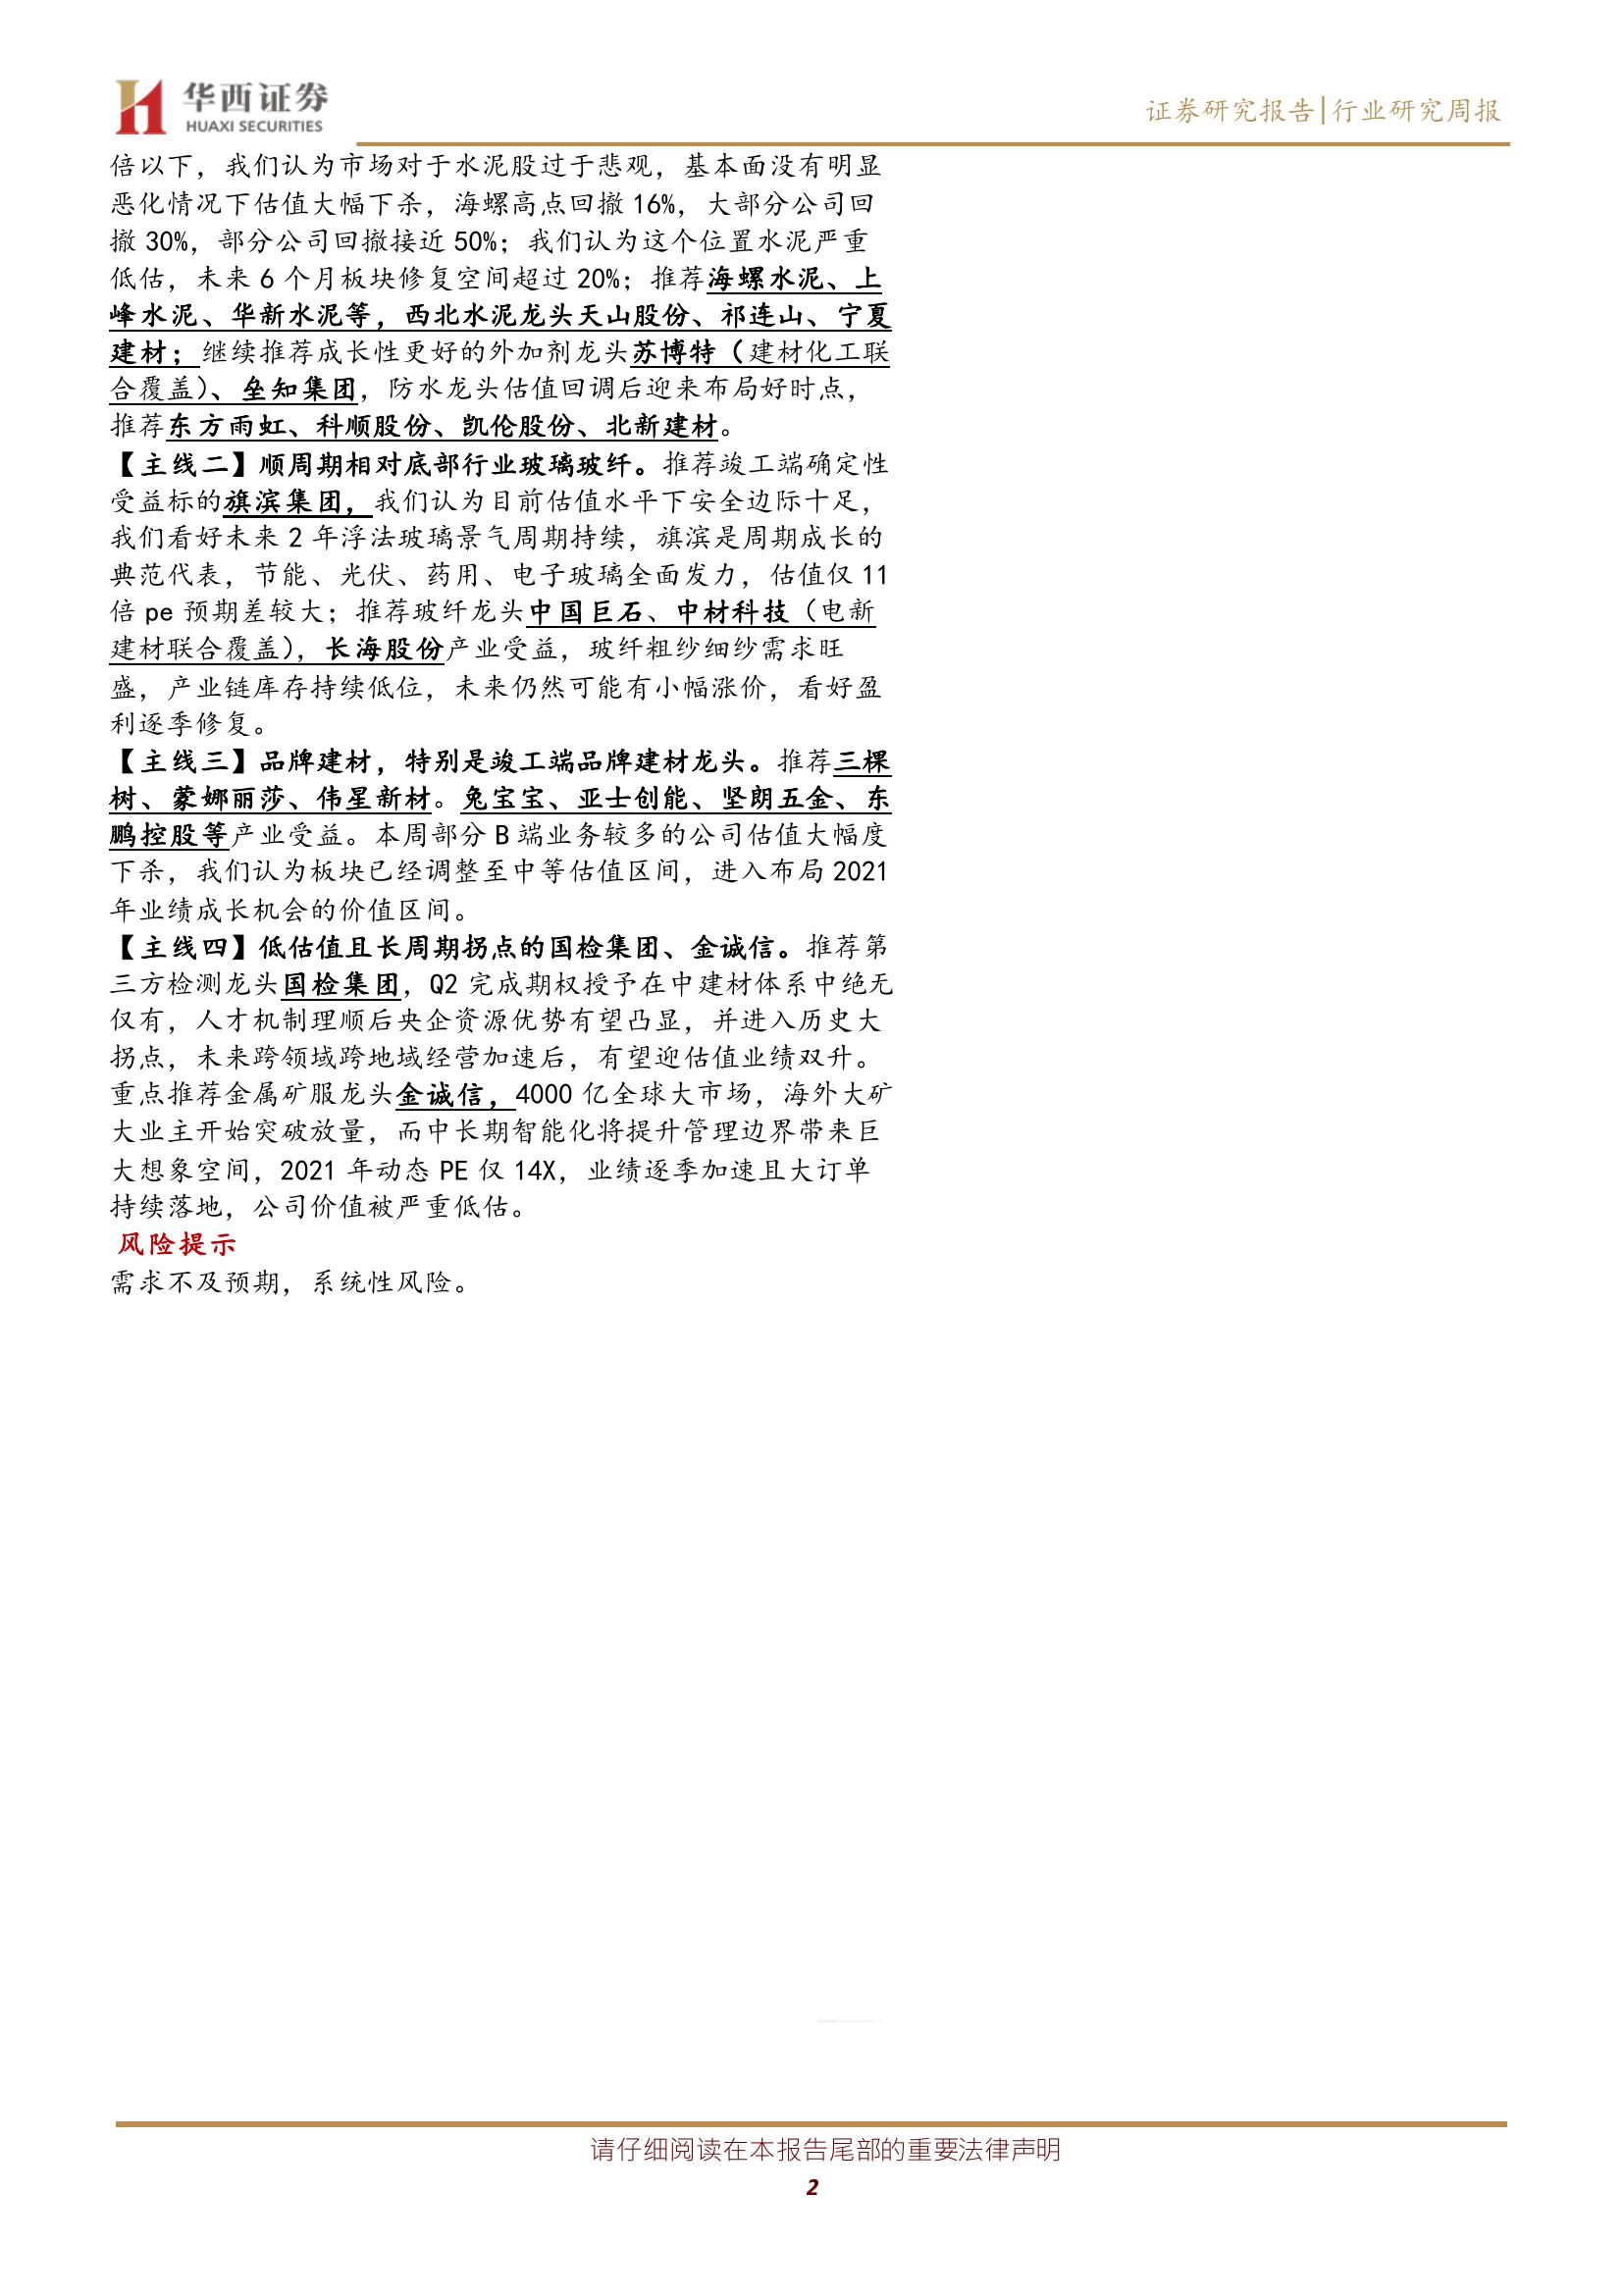 华西证券
HUAXI SECURITIES
证券研究报告|行业研究周报
倍以下，我们认为市场对于水泥股过于悲观，基本面没有明显
恶化情况下估值大幅下杀，海螺高点回撤 16%，大部分公司回
撤 30%，部分公司回撤接近 50%；我们认为这个位置水泥严重
低估，未来 6 个月板块修复空间超过 20%；推荐海螺水泥、上
峰水泥、华新水泥等，西北水泥龙头天山股份、祁连山、宁夏
建材；继续推荐成长性更好的外加剂龙头苏博特（建材化工联
合覆盖）、垒知集团，防水龙头估值回调后迎来布局好时点，
推荐东方雨虹、科顺股份、凯伦股份、北新建材。
【主线二】顺周期相对底部行业玻璃玻纤。推荐竣工端确定性
受益标的旗滨集团，我们认为目前估值水平下安全边际十足，
我们看好未来 2 年浮法玻璃景气周期持续，旗滨是周期成长的
典范代表，节能、光伏、药用、电子玻璃全面发力，估值仅 11
倍 pe 预期差较大；推荐玻纤龙头中国巨石、中材科技（电新
建材联合覆盖），长海股份产业受益，玻纤粗纱细纱需求旺
盛，产业链库存持续低位，未来仍然可能有小幅涨价，看好盈
利逐季修复。
【主线三】品牌建材，特别是竣工端品牌建材龙头。推荐三棵
树、蒙娜丽莎、伟星新材。兔宝宝、亚士创能、坚朗五金、东
鹏控股等产业受益。本周部分 B 端业务较多的公司估值大幅度
下杀，我们认为板块已经调整至中等估值区间，进入布局 2021
年业绩成长机会的价值区间。
【主线四】低估值且长周期拐点的国检集团、金诚信。推荐第
三方检测龙头国检集团，Q2 完成期权授予在中建材体系中绝无
仅有，人才机制理顺后央企资源优势有望凸显，并进入历史大
拐点，未来跨领域跨地域经营加速后，有望迎估值业绩双升。
重点推荐金属矿服龙头金诚信，4000 亿全球大市场，海外大矿
大业主开始突破放量，而中长期智能化将提升管理边界带来巨
大想象空间，2021 年动态 PE 仅 14X，业绩逐季加速且大订单
持续落地，公司价值被严重低估。
风险提示
需求不及预期，系统性风险。
请仔细阅读在本报告尾部的重要法律声明
2